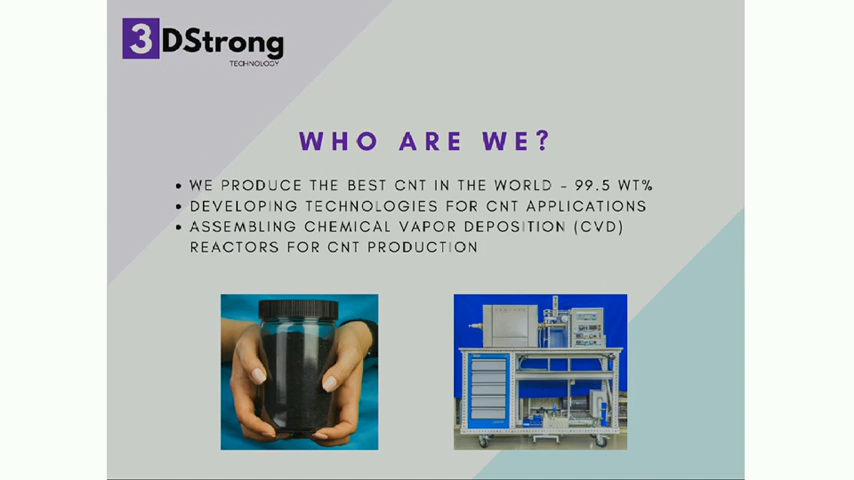 3DStrong
TECHNOLOGY
WHO ARE WE?
• WE PRODUCE THE BEST CNT IN THE WORLD – 99.5 WT%
• DEVELOPING TECHNOLOGIES FOR CNT APPLICATIONS
• ASSEMBLING CHEMICAL VAPOR DEPOSITION (CVD)
REACTORS FOR CNT PRODUCTION